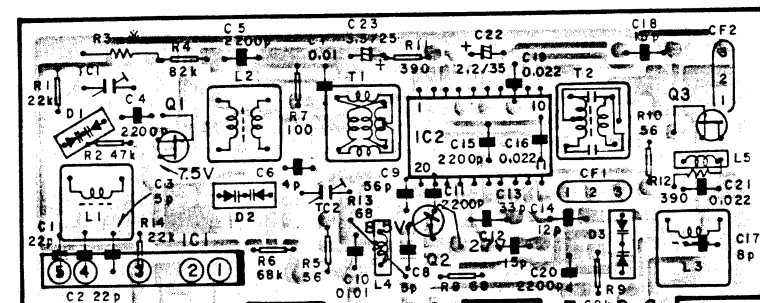 C5
2200p
C23
3.3/25
C22
2.2/35
C18
15p
CF2
R3
R4
82k
0.01
R11
390
C19
0.022
TC1
L2
T1
T2
3
2
1
R1
22k
D1
C4
2200p
Q1
R7
100
1
10
IC2
20
C15
2200p
C16
0.022
R10
56
Q3
R2 47k
7.5V
C6
4p
C9
56p
C11
2200p
CF1
1 2 3
L5
R12
390
C21
0.022
L1
C3
5p
D2
TC2
R13
68
C13
33p
C14
12p
D3
C1
22p
R14
22k
IC1
R6
68k
R5
56
Q2
C12
15p
C17
8p
L3
5 4 3 2 1
C2 22p
C10
0.01
L4
C8
R8 68
C20
2200p
R9